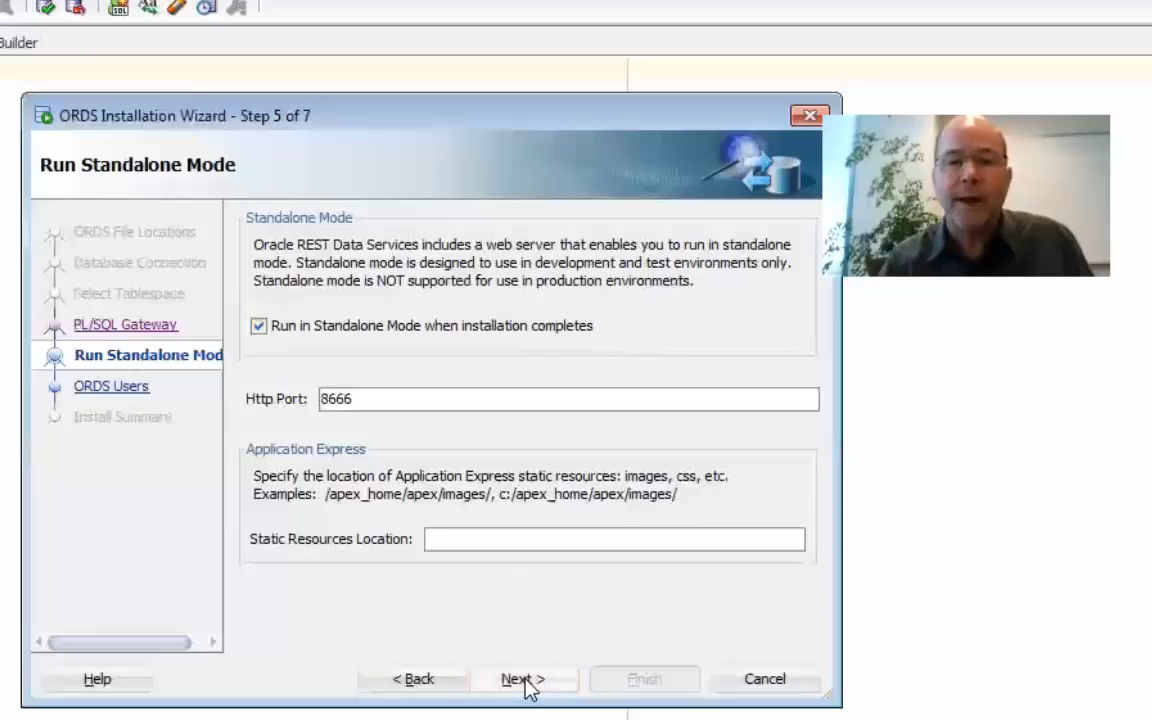 Builder
ORDS Installation Wizard - Step 5 of 7
Run Standalone Mode
ORDS File Locations
Database Connection
Select Tablespace
PL/SQL Gateway
Run Standalone Mod
ORDS Users
Install Summary
Standalone Mode
Oracle REST Data Services includes a web server that enables you to run in standalone
mode. Standalone mode is designed to use in development and test environments only.
Standalone mode is NOT supported for use in production environments.
Run in Standalone Mode when installation completes
Http Port: 8666
Application Express
Specify the location of Application Express static resources: images, css, etc.
Examples: /apex_home/apex/images/, c:/apex_home/apex/images/
Static Resources Location:
Help
< Back
Next >
Finish
Cancel